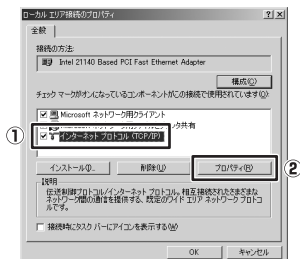 ローカル エリア接続のプロパティ
全般
接続の方法:
Intel 21140 Based PCI Fast Ethernet Adapter
構成(C)
チェック マークがオンになっているコンポーネントがこの接続で使用されています(O):
Microsoft ネットワーク用クライアント
タ共有
① インターネット プロトコル (TCP/IP)
インストール(I)...
削除(U)
プロパティ(R)
②
説明
伝送制御プロトコル/インターネット プロトコル。相互接続されたさまざまな
ネットワーク間の通信を提供する、既定のワイド エリア ネットワーク プロトコ
ルです。
接続時にタスク バーにアイコンを表示する(W)
OK
キャンセル